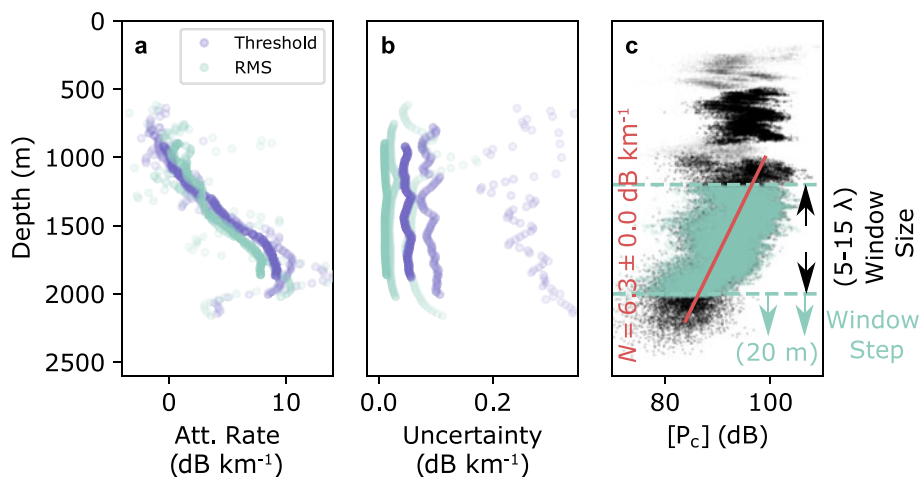 a
Threshold
RMS
b
c
0
500
1000
1500
2000
2500
Depth (m)
0 10
Att. Rate
(dB km⁻¹)
0.0 0.2
Uncertainty
(dB km⁻¹)
N = 6.3 ± 0.0 dB km⁻¹
80 100
[Pc] (dB)
(5-15 λ)
Window
Size
Window
Step
(20 m)